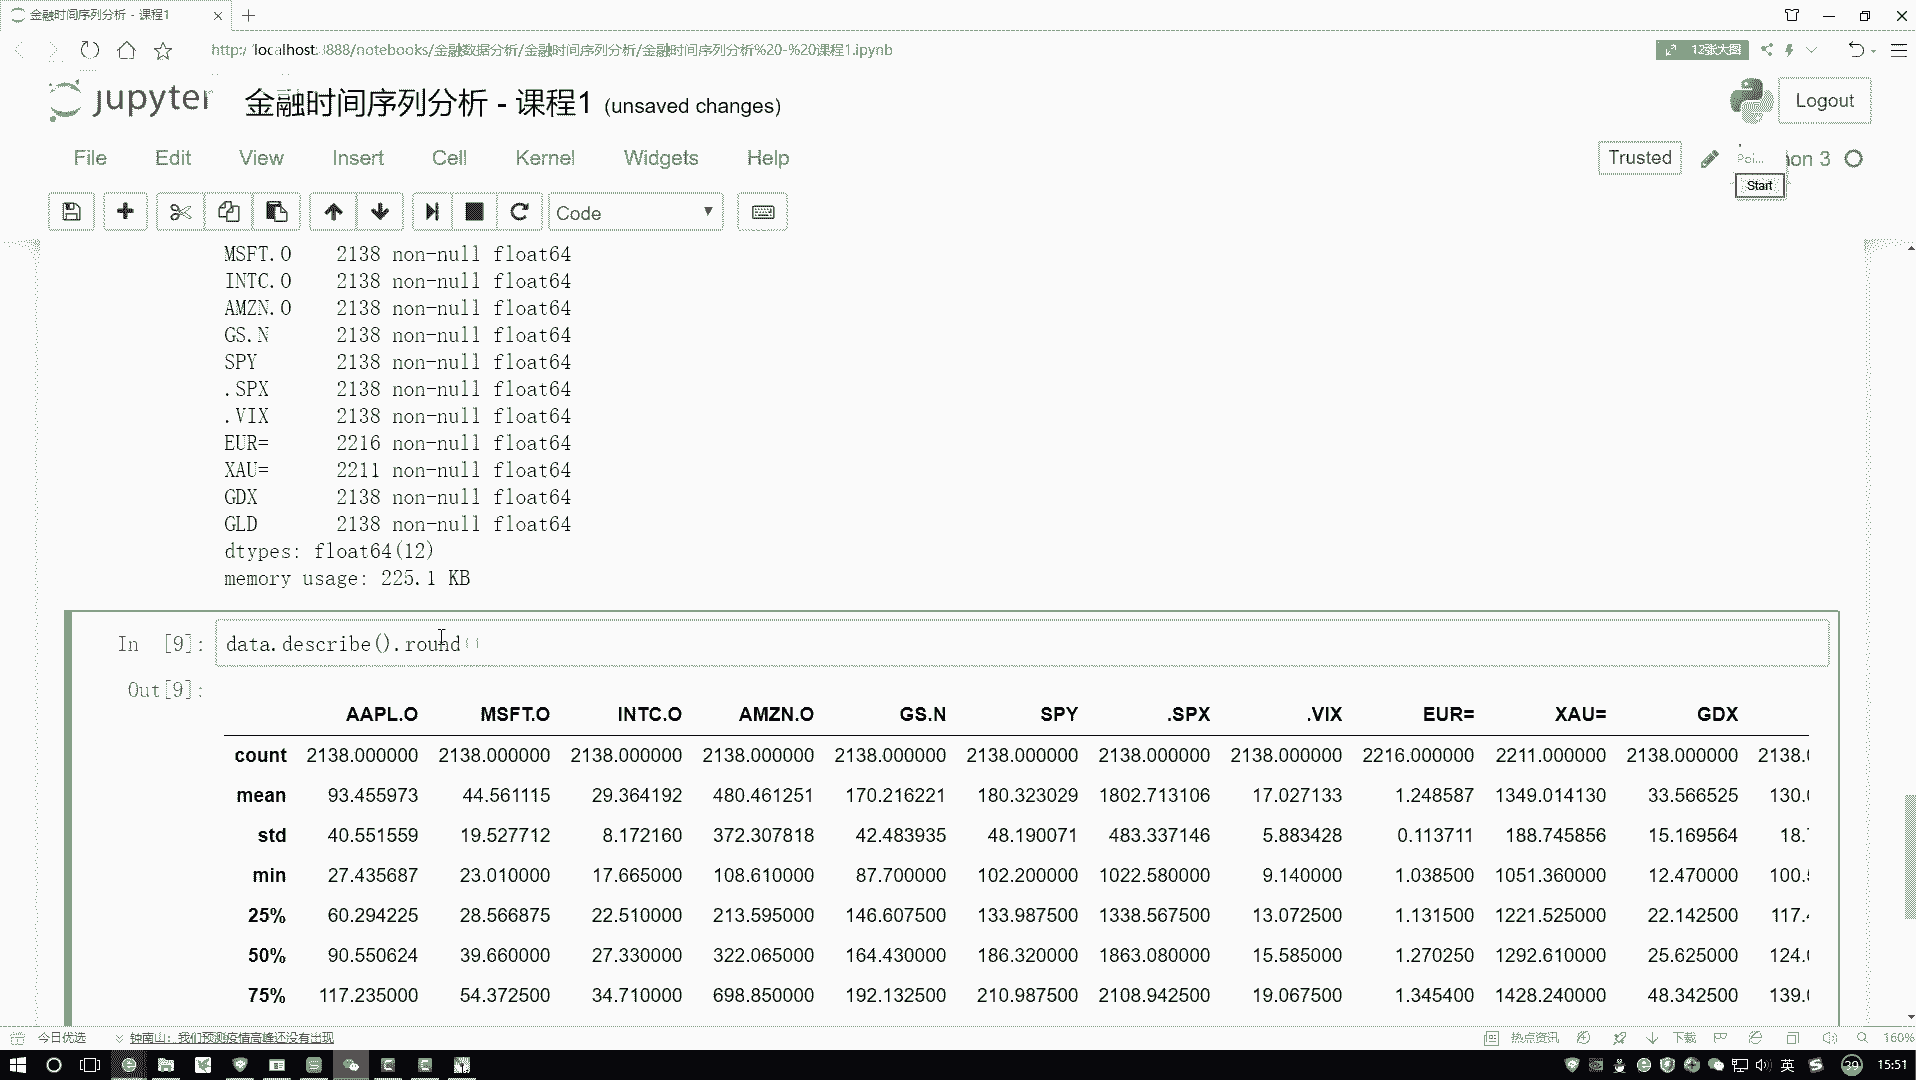 金融时间序列分析 - 课程1
http://localhost:8888/notebooks/金融数据分析/金融时间序列分析/金融时间序列分析%20-%20课程1.ipynb
12张大图
jupyter 金融时间序列分析 - 课程1 (unsaved changes)
Logout
File Edit View Insert Cell Kernel Widgets Help
Trusted
Poi... hon 3
Start
Code
MSFT.O 2138 non-null float64
INTC.O 2138 non-null float64
AMZN.O 2138 non-null float64
GS.N 2138 non-null float64
SPY 2138 non-null float64
.SPX 2138 non-null float64
.VIX 2138 non-null float64
EUR= 2216 non-null float64
XAU= 2211 non-null float64
GDX 2138 non-null float64
GLD 2138 non-null float64
dtypes: float64(12)
memory usage: 225.1 KB
In [9]: data.describe().round()
Out[9]:
AAPL.O MSFT.O INTC.O AMZN.O GS.N SPY .SPX .VIX EUR= XAU= GDX
count 2138.000000 2138.000000 2138.000000 2138.000000 2138.000000 2138.000000 2138.000000 2138.000000 2216.000000 2211.000000 2138.000000 2138.0
mean 93.455973 44.561115 29.364192 480.461251 170.216221 180.323029 1802.713106 17.027133 1.248587 1349.014130 33.566525 130.0
std 40.551559 19.527712 8.172160 372.307818 42.483935 48.190071 483.337146 5.883428 0.113711 188.745856 15.169564 18.7
min 27.435687 23.010000 17.665000 108.610000 87.700000 102.200000 1022.580000 9.140000 1.038500 1051.360000 12.470000 100.5
25% 60.294225 28.566875 22.510000 213.595000 146.607500 133.987500 1338.567500 13.072500 1.131500 1221.525000 22.142500 117.4
50% 90.550624 39.660000 27.330000 322.065000 164.430000 186.320000 1863.080000 15.585000 1.270250 1292.610000 25.625000 124.0
75% 117.235000 54.372500 34.710000 698.850000 192.132500 210.987500 2108.942500 19.067500 1.345400 1428.240000 48.342500 139.0
今日优选 钟南山：我们预测疫情高峰还没有出现
热点资讯 下载 160%
英 39 15:51